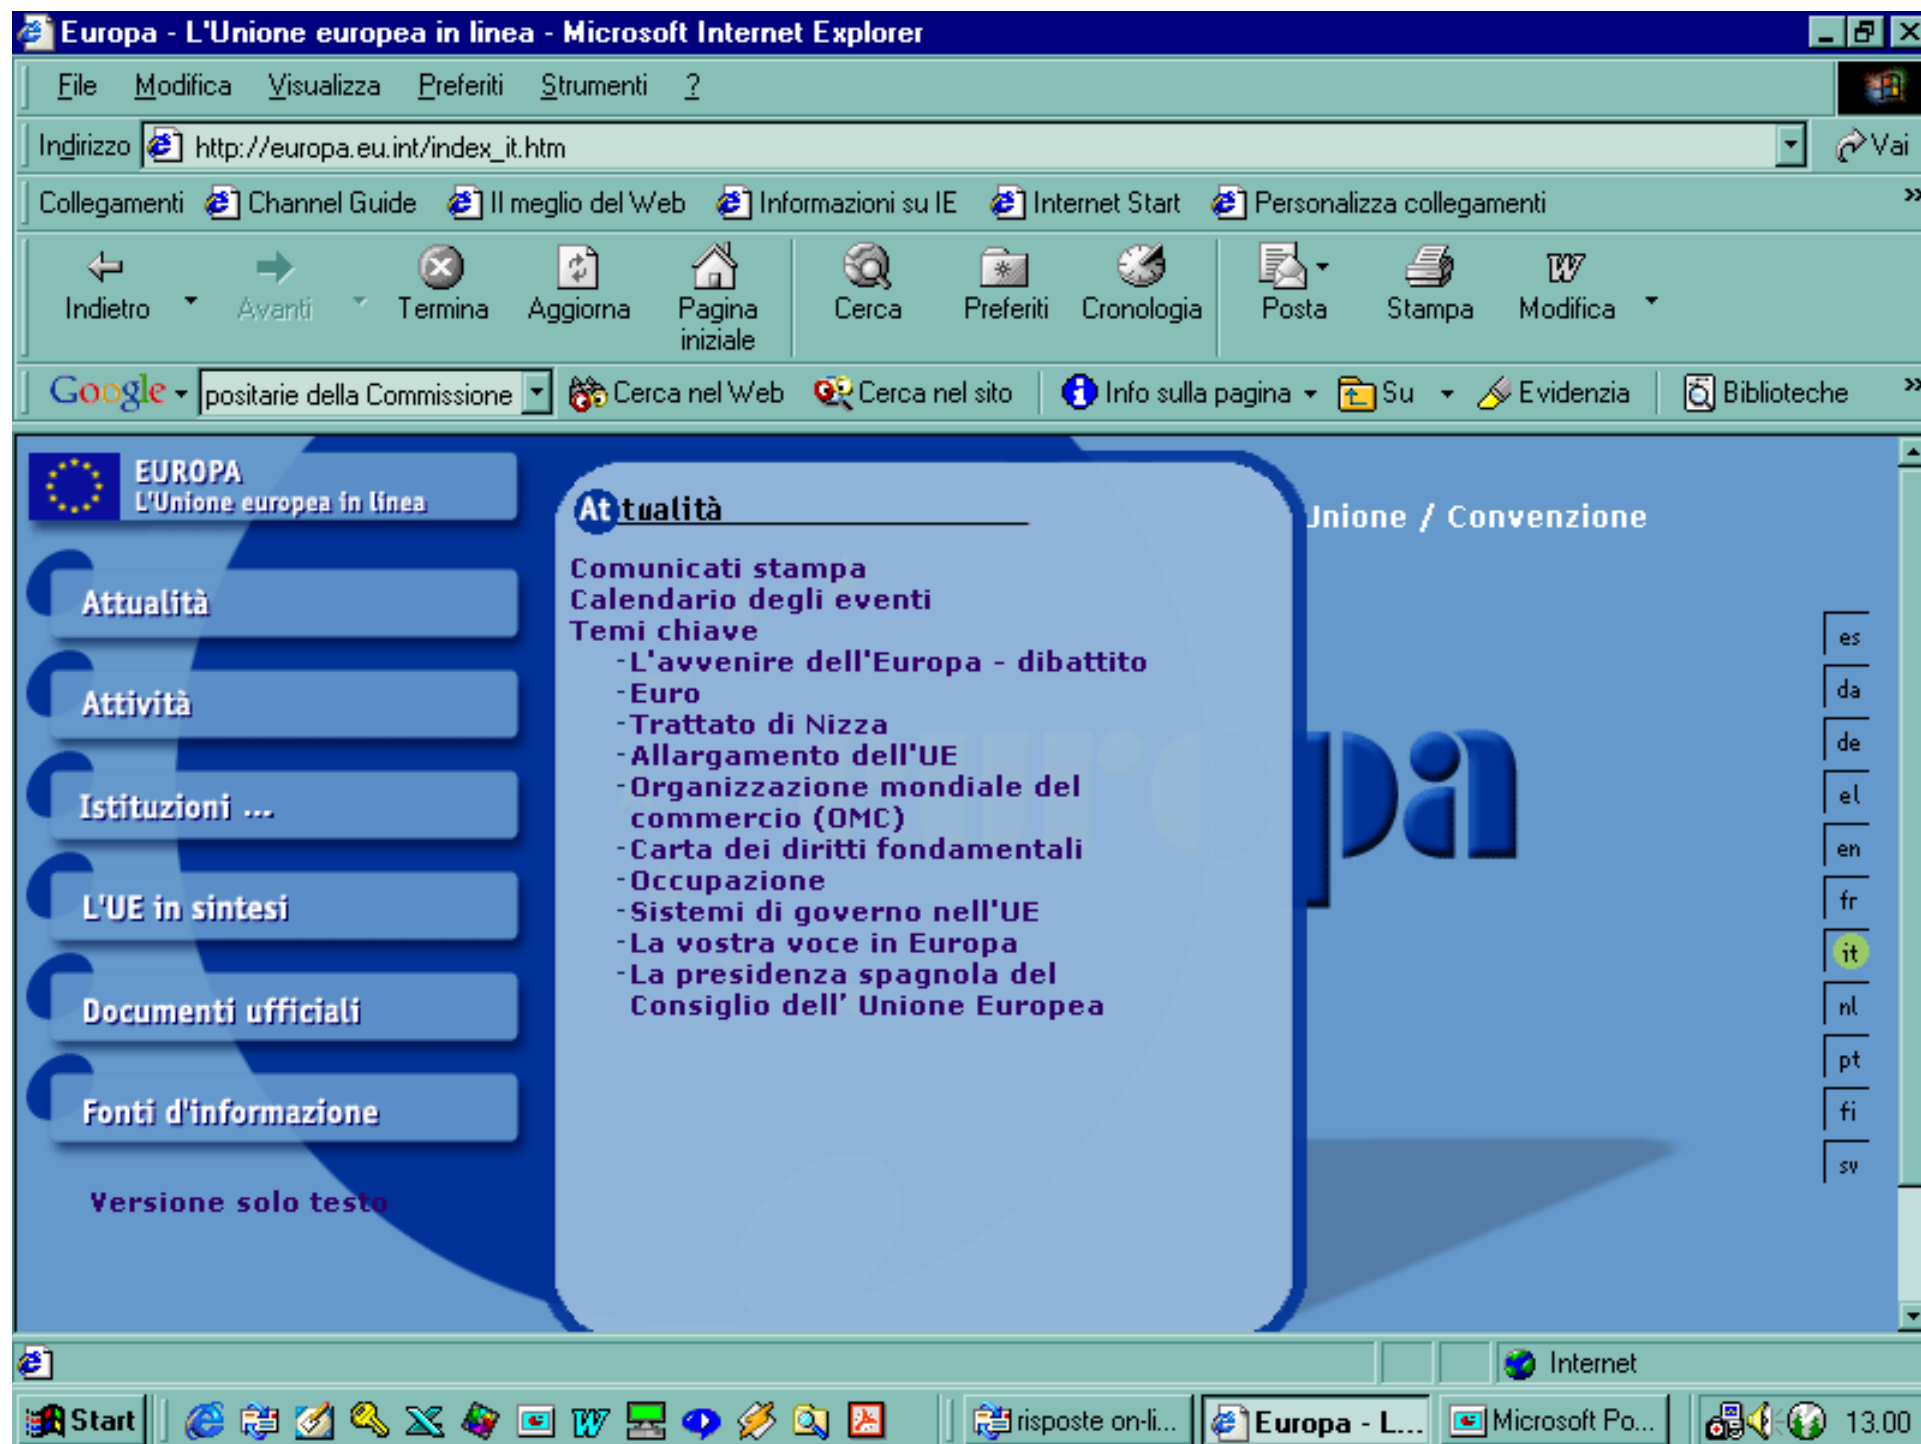 Europa - L'Unione europea in linea - Microsoft Internet Explorer
File Modifica Visualizza Preferiti Strumenti ?
Indirizzo http://europa.eu.int/index_it.htm Vai
Collegamenti Channel Guide Il meglio del Web Informazioni su IE Internet Start Personalizza collegamenti »
Indietro Avanti Termina Aggiorna Pagina iniziale Cerca Preferiti Cronologia Posta Stampa Modifica
Google positarie della Commissione Cerca nel Web Cerca nel sito Info sulla pagina Su Evidenzia Biblioteche »
EUROPA
L'Unione europea in linea
Attualità
Attività
Istituzioni ...
L'UE in sintesi
Documenti ufficiali
Fonti d'informazione
Versione solo testo
Attualità
Comunicati stampa
Calendario degli eventi
Temi chiave
-L'avvenire dell'Europa - dibattito
-Euro
-Trattato di Nizza
-Allargamento dell'UE
-Organizzazione mondiale del
commercio (OMC)
-Carta dei diritti fondamentali
-Occupazione
-Sistemi di governo nell'UE
-La vostra voce in Europa
-La presidenza spagnola del
Consiglio dell' Unione Europea
Unione / Convenzione
europa
es
da
de
el
en
fr
it
nl
pt
fi
sv
Internet
Start risposte on-li... Europa - L... Microsoft Po... 13.00